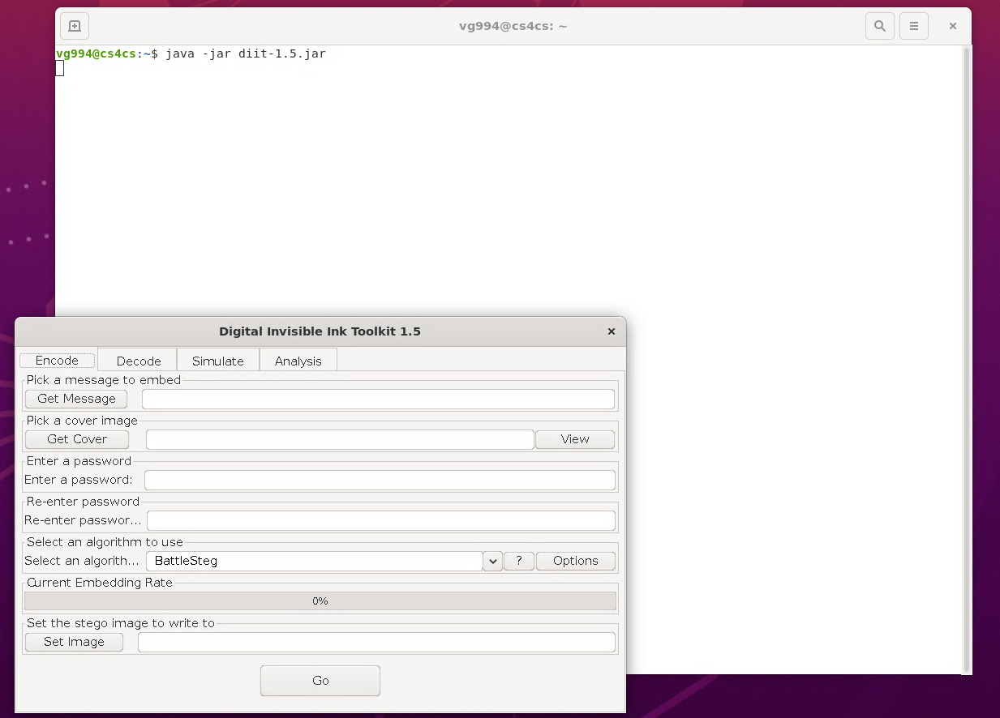 vg994@cs4cs: ~
vg994@cs4cs:~$ java -jar diit-1.5.jar
Digital Invisible Ink Toolkit 1.5
Encode Decode Simulate Analysis
Pick a message to embed
Get Message
Pick a cover image
Get Cover View
Enter a password
Enter a password:
Re-enter password
Re-enter passwor...
Select an algorithm to use
Select an algorith... BattleSteg ? Options
Current Embedding Rate
0%
Set the stego image to write to
Set Image
Go